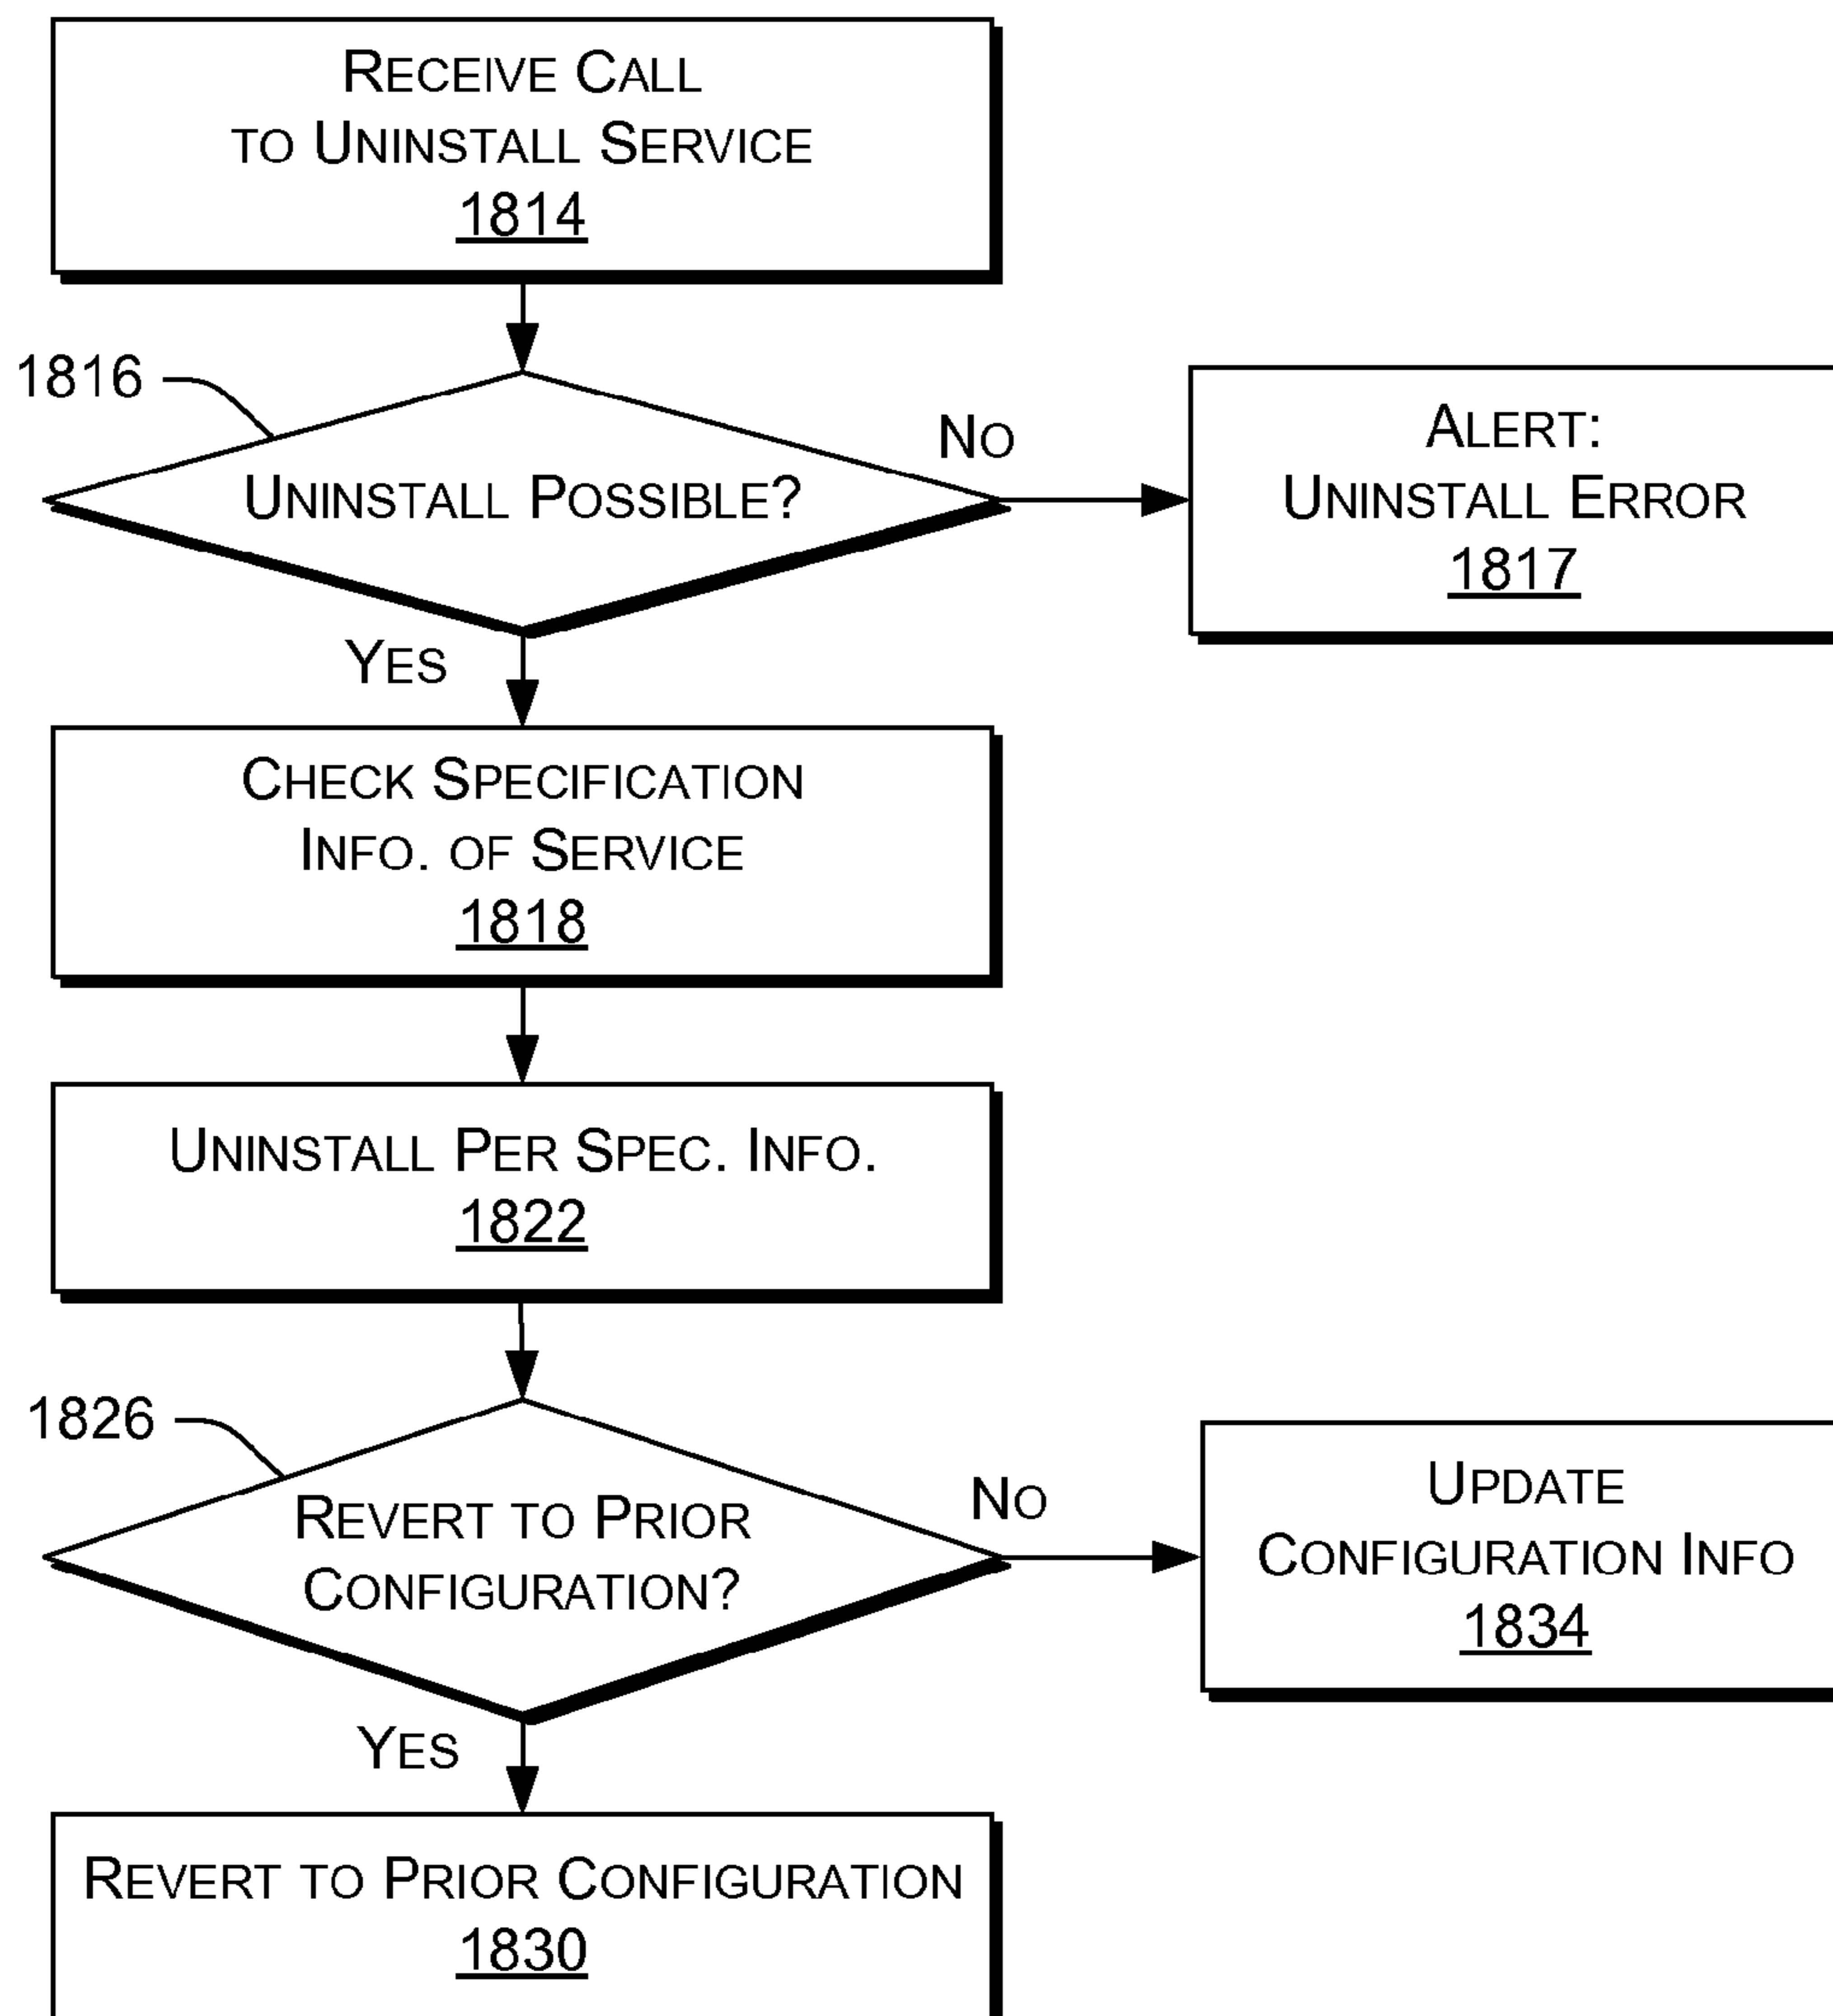 RECEIVE CALL
TO UNINSTALL SERVICE
1814
1816
UNINSTALL POSSIBLE?
NO
ALERT:
UNINSTALL ERROR
1817
YES
CHECK SPECIFICATION
INFO. OF SERVICE
1818
UNINSTALL PER SPEC. INFO.
1822
1826
REVERT TO PRIOR
CONFIGURATION?
NO
UPDATE
CONFIGURATION INFO
1834
YES
REVERT TO PRIOR CONFIGURATION
1830